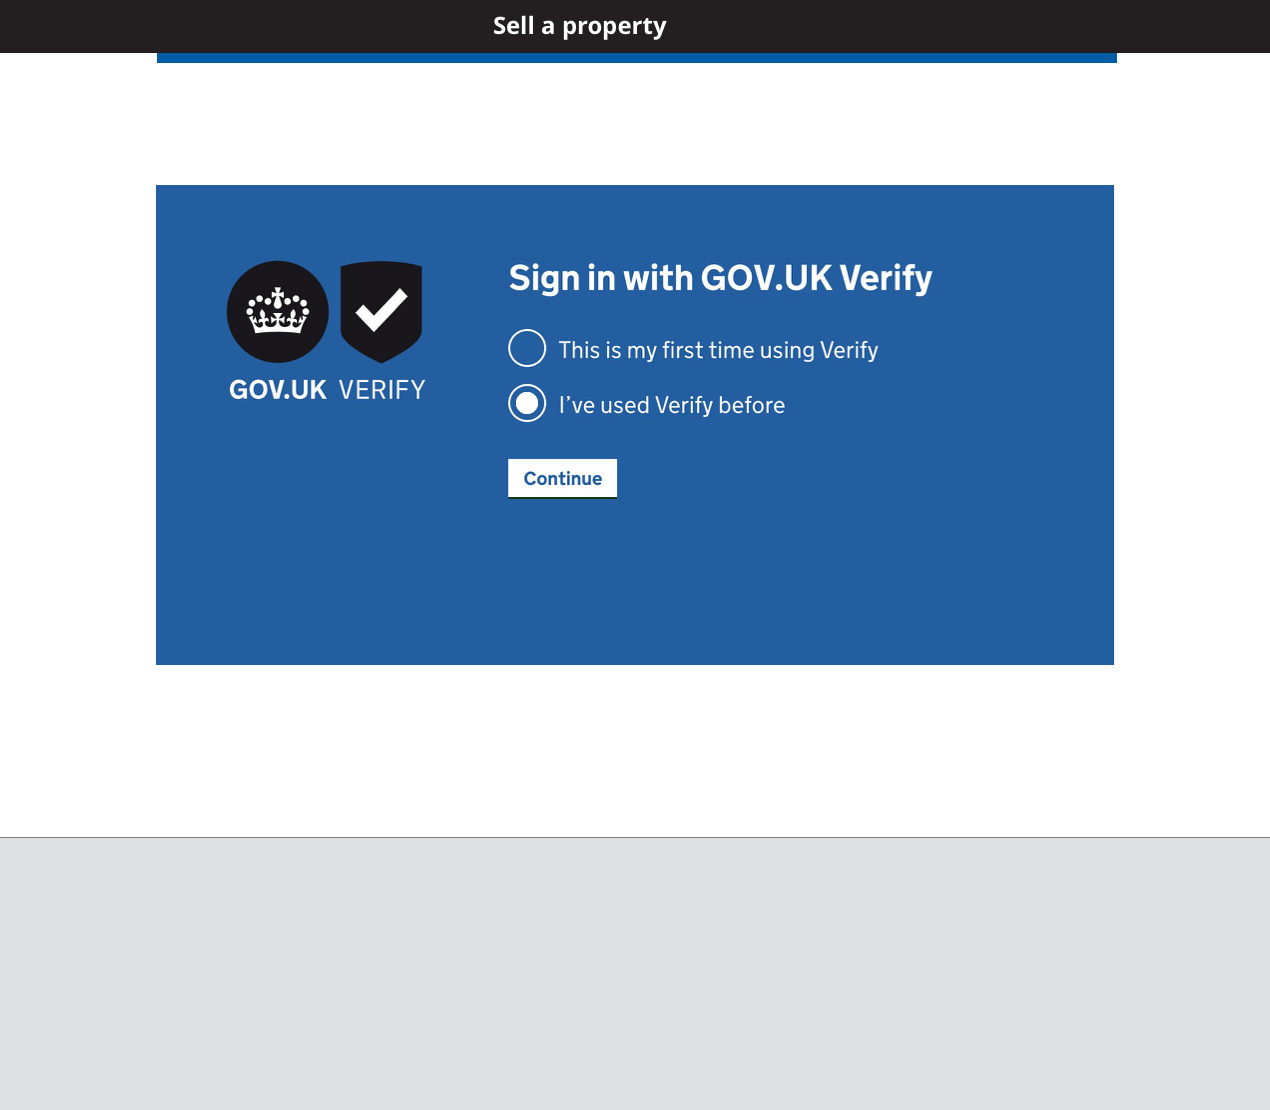 Sell a property
Sign in with GOV.UK Verify
This is my first time using Verify
GOV.UK VERIFY
I've used Verify before
Continue